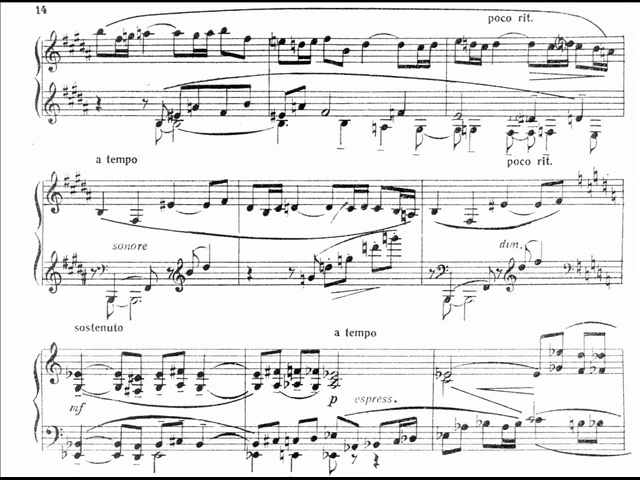 14
poco rit.
a tempo
poco rit.
sonore
dim.
sostenuto
a tempo
mf
p espress.